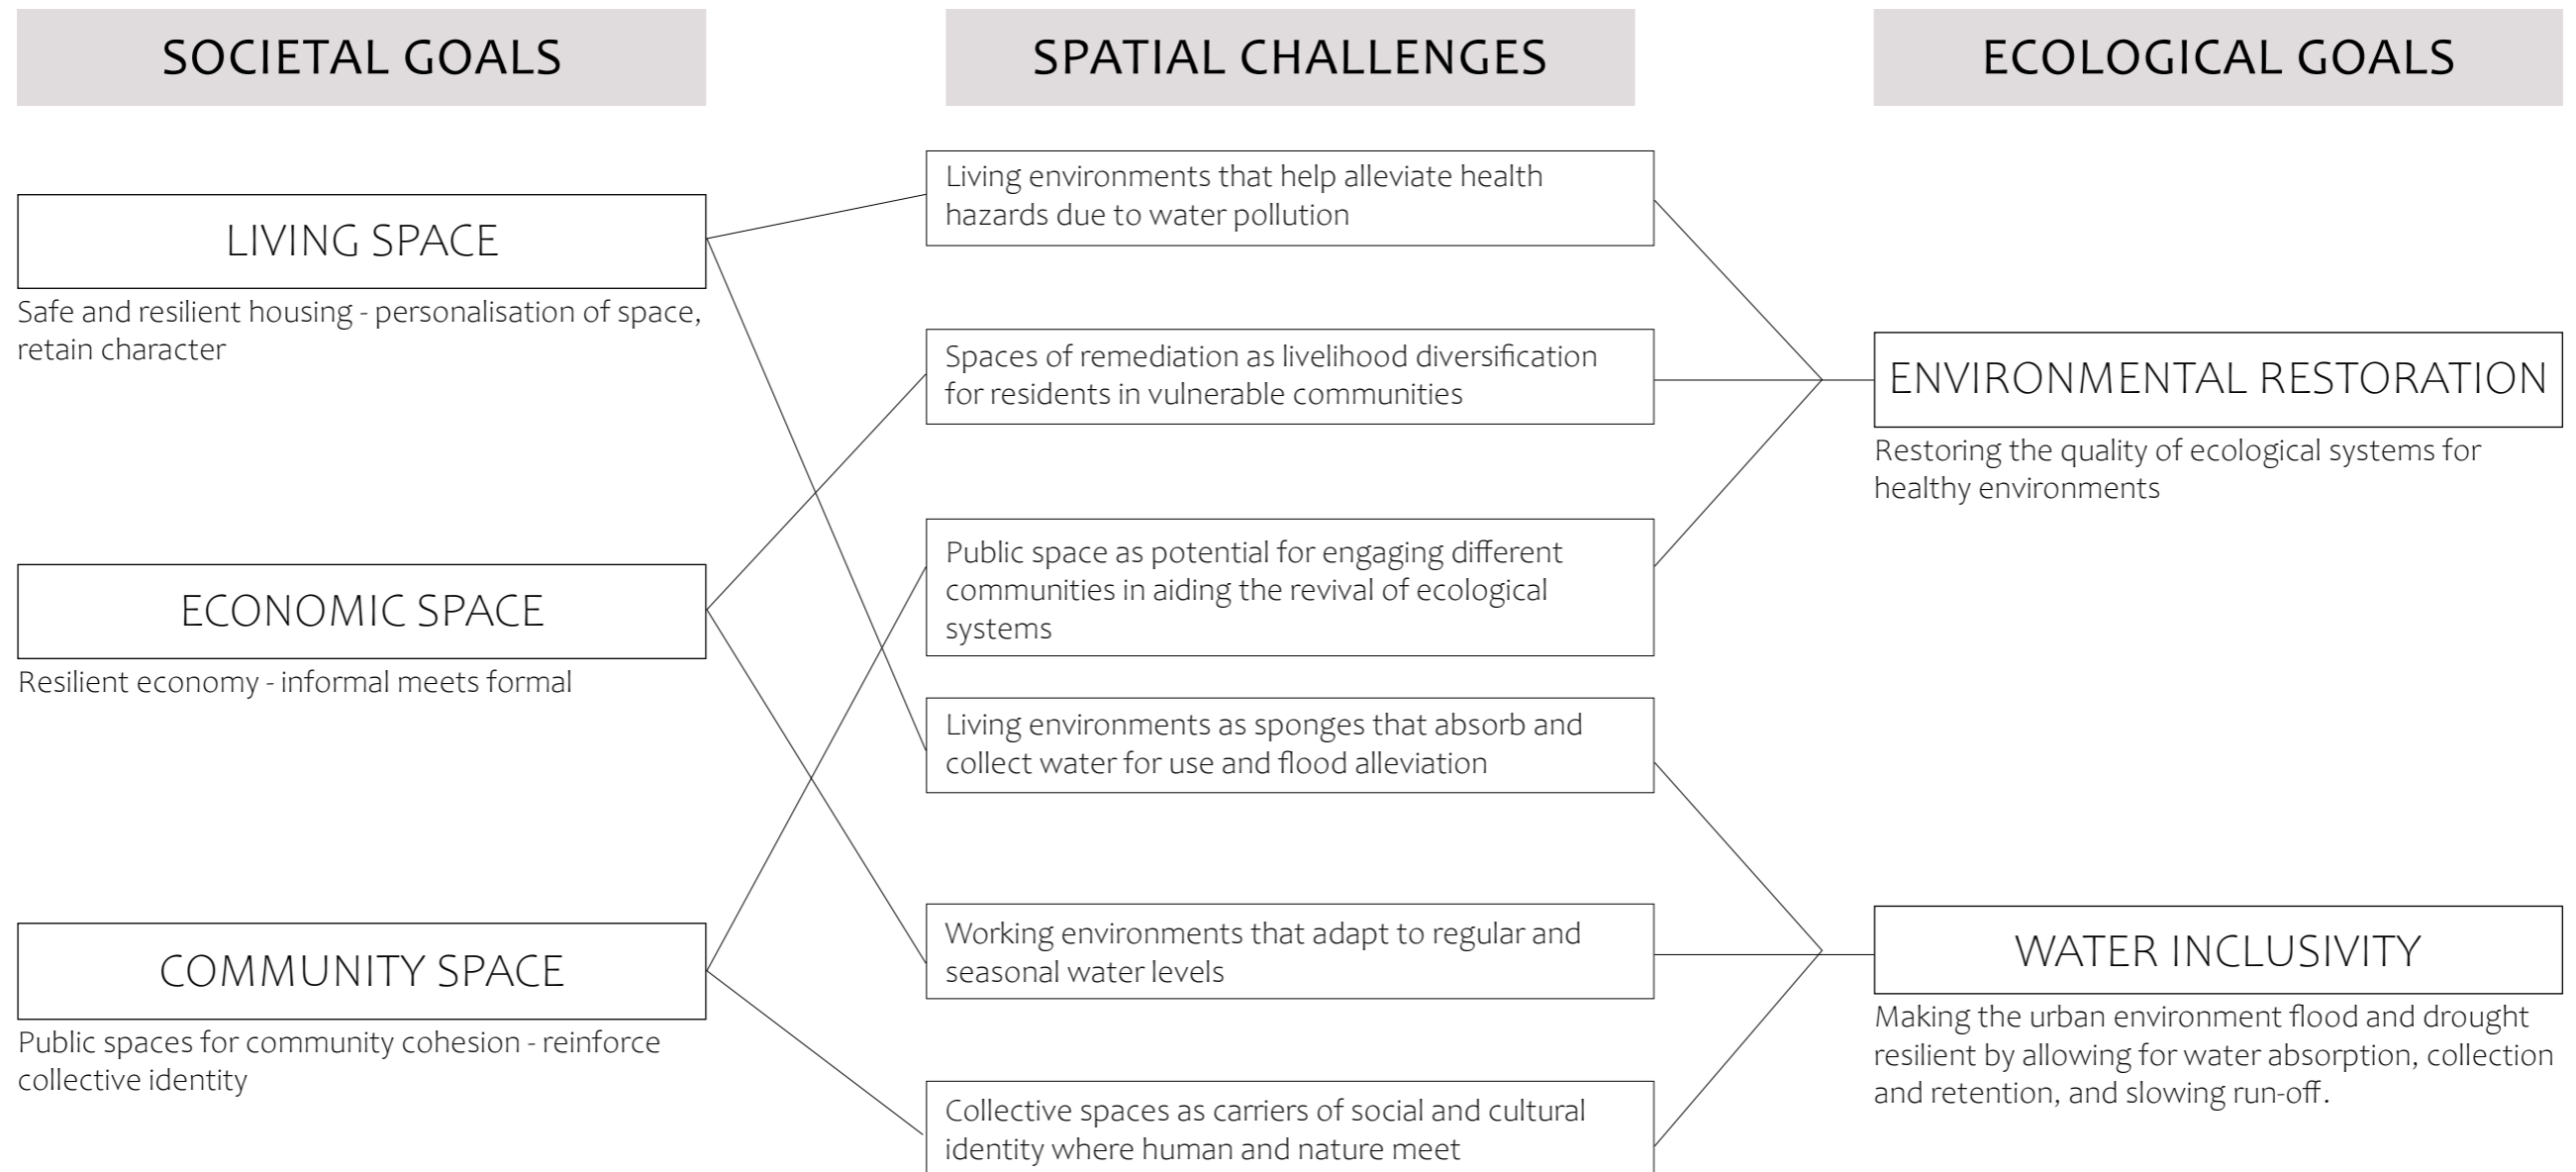 SOCIETAL GOALS
LIVING SPACE
Safe and resilient housing - personalisation of space,
retain character
ECONOMIC SPACE
Resilient economy - informal meets formal
COMMUNITY SPACE
Public spaces for community cohesion - reinforce
collective identity
SPATIAL CHALLENGES
Living environments that help alleviate health
hazards due to water pollution
Spaces of remediation as livelihood diversification
for residents in vulnerable communities
Public space as potential for engaging different
communities in aiding the revival of ecological
systems
Living environments as sponges that absorb and
collect water for use and flood alleviation
Working environments that adapt to regular and
seasonal water levels
Collective spaces as carriers of social and cultural
identity where human and nature meet
ECOLOGICAL GOALS
ENVIRONMENTAL RESTORATION
Restoring the quality of ecological systems for
healthy environments
WATER INCLUSIVITY
Making the urban environment flood and drought
resilient by allowing for water absorption, collection
and retention, and slowing run-off.